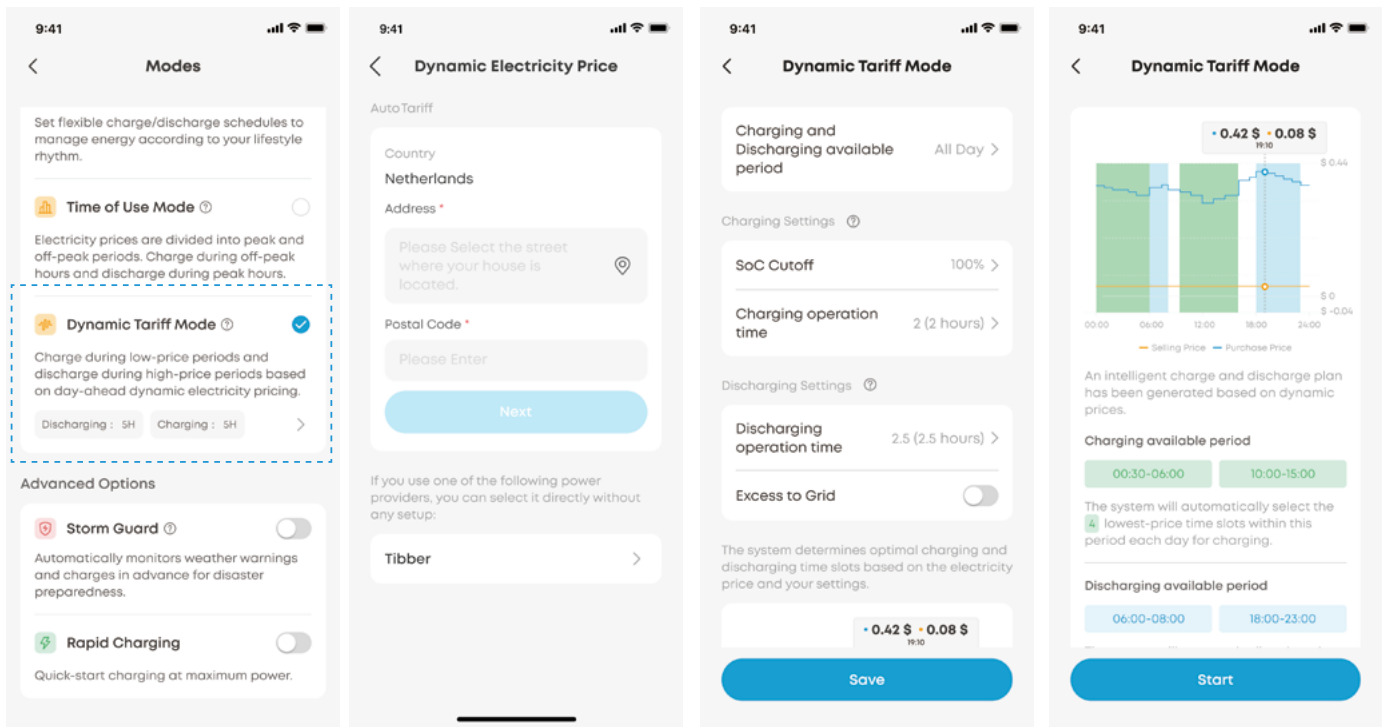 9:41
Modes
Set flexible charge/discharge schedules to
manage energy according to your lifestyle
rhythm.
Time of Use Mode
Electricity prices are divided into peak and
off-peak periods. Charge during off-peak
hours and discharge during peak hours.
Dynamic Tariff Mode
Charge during low-price periods and
discharge during high-price periods based
on day-ahead dynamic electricity pricing.
Discharging : 5H Charging : 5H
Advanced Options
Storm Guard
Automatically monitors weather warnings
and charges in advance for disaster
preparedness.
Rapid Charging
Quick-start charging at maximum power.
9:41
Dynamic Electricity Price
Auto Tariff
Country
Netherlands
Address *
Please Select the street
where your house is
located.
Postal Code *
Please Enter
Next
If you use one of the following power
providers, you can select it directly without
any setup:
Tibber
9:41
Dynamic Tariff Mode
Charging and
Discharging available
period
All Day
Charging Settings
SoC Cutoff 100%
Charging operation
time
2 (2 hours)
Discharging Settings
Discharging
operation time
2.5 (2.5 hours)
Excess to Grid
The system determines optimal charging and
discharging time slots based on the electricity
price and your settings.
0.42 $ 0.08 $
19:10
Save
9:41
Dynamic Tariff Mode
0.42 $ 0.08 $
19:10
$ 0.44
$ 0
$ -0.04
00:00 06:00 12:00 18:00 24:00
Selling Price Purchase Price
An intelligent charge and discharge plan
has been generated based on dynamic
prices.
Charging available period
00:30-06:00 10:00-15:00
The system will automatically select the
4 lowest-price time slots within this
period each day for charging.
Discharging available period
06:00-08:00 18:00-23:00
Start